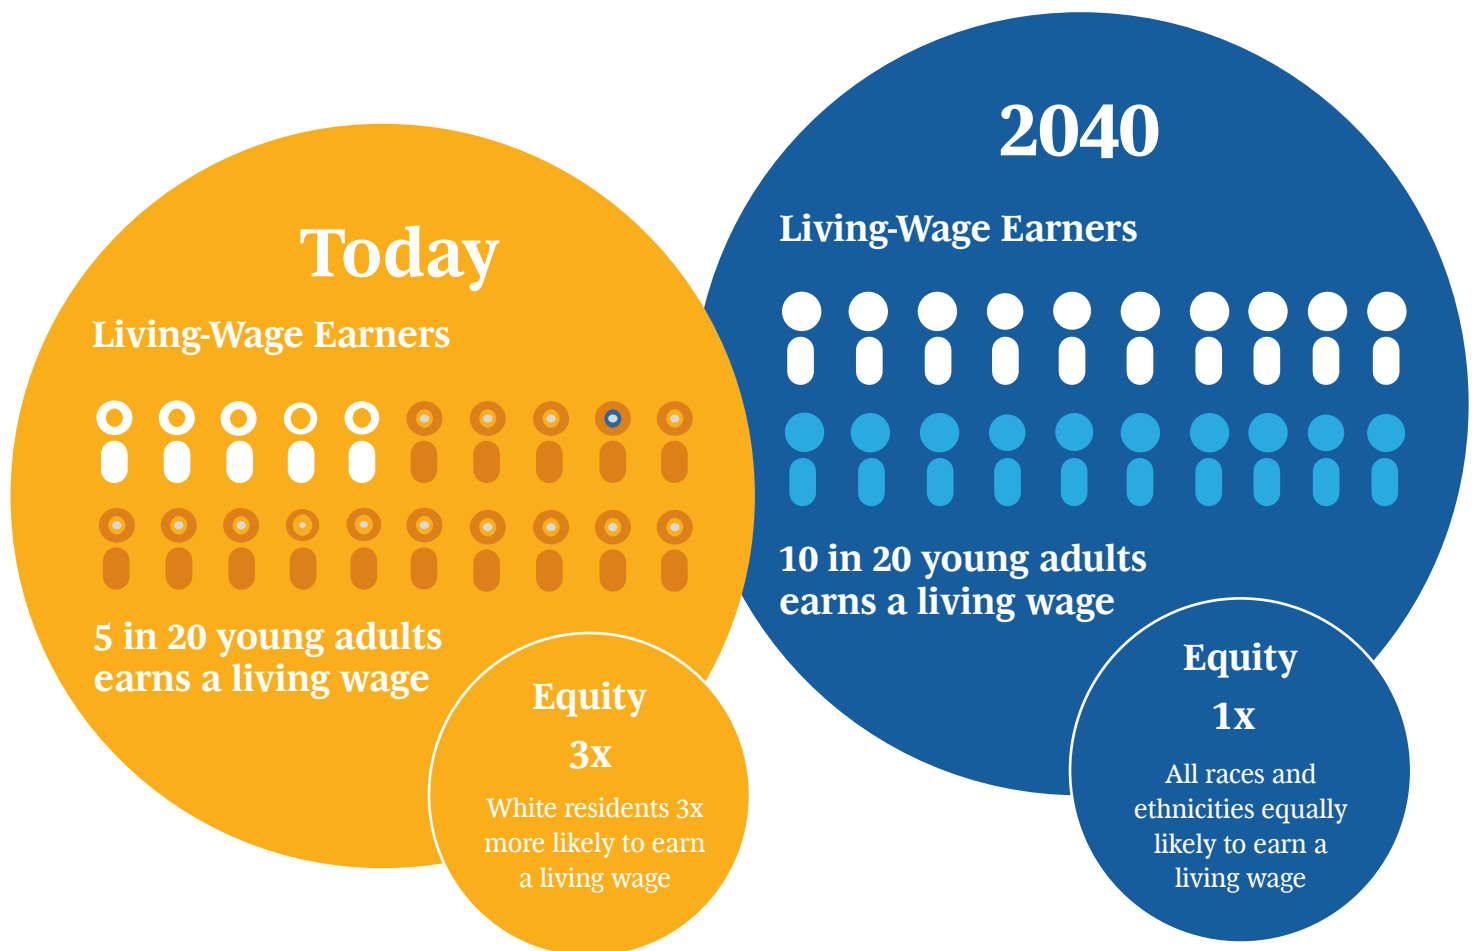 Today
Living-Wage Earners
5 in 20 young adults
earns a living wage
Equity
3x
White residents 3x
more likely to earn
a living wage
2040
Living-Wage Earners
10 in 20 young adults
earns a living wage
Equity
1x
All races and
ethnicities equally
likely to earn a
living wage